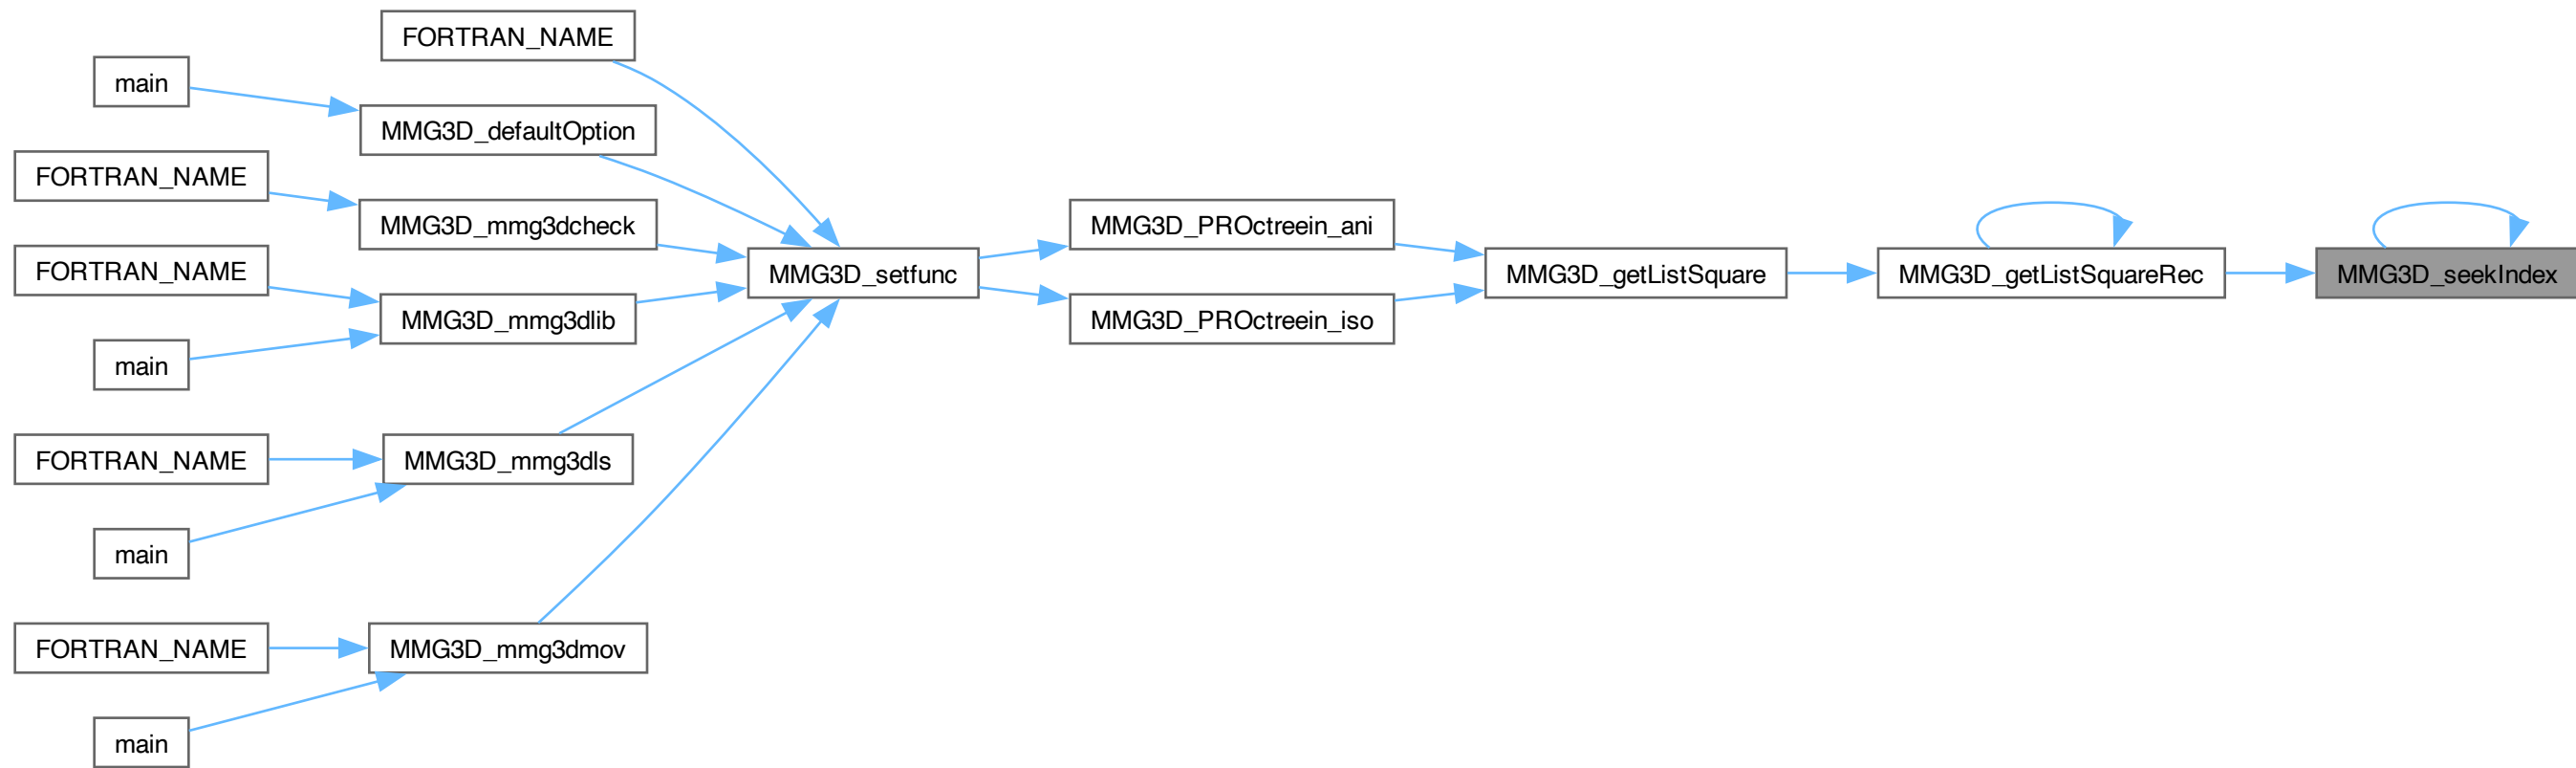 FORTRAN_NAME
main
MMG3D_defaultOption
FORTRAN_NAME
MMG3D_mmg3dcheck
FORTRAN_NAME
MMG3D_mmg3dlib
main
FORTRAN_NAME
MMG3D_mmg3dls
main
FORTRAN_NAME
MMG3D_mmg3dmov
main
MMG3D_setfunc
MMG3D_PROctreein_ani
MMG3D_PROctreein_iso
MMG3D_getListSquare
MMG3D_getListSquareRec
MMG3D_seekIndex